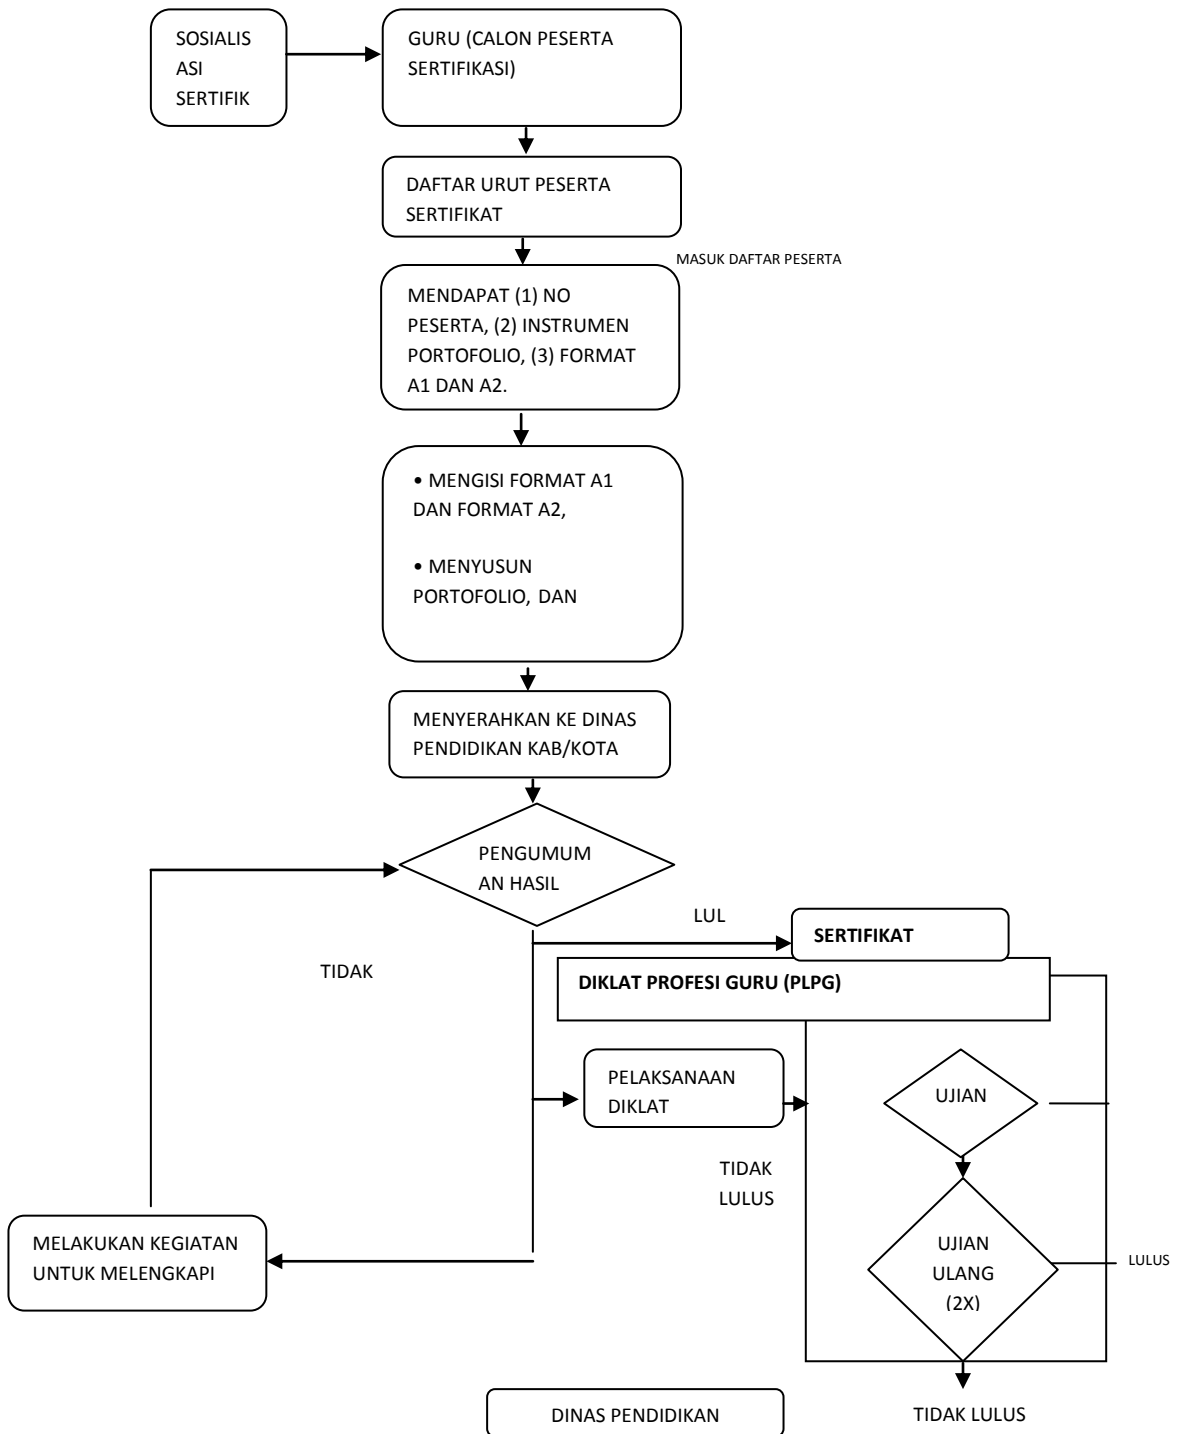 SOSIALIS
ASI
SERTIFIK
GURU (CALON PESERTA
SERTIFIKASI)
DAFTAR URUT PESERTA
SERTIFIKAT
MASUK DAFTAR PESERTA
MENDAPAT (1) NO
PESERTA, (2) INSTRUMEN
PORTOFOLIO, (3) FORMAT
A1 DAN A2.
• MENGISI FORMAT A1
DAN FORMAT A2,
• MENYUSUN
PORTOFOLIO, DAN
MENYERAHKAN KE DINAS
PENDIDIKAN KAB/KOTA
PENGUMUM
AN HASIL
LUL
SERTIFIKAT
TIDAK
DIKLAT PROFESI GURU (PLPG)
PELAKSANAAN
DIKLAT
UJIAN
TIDAK
LULUS
MELAKUKAN KEGIATAN
UNTUK MELENGKAPI
UJIAN
ULANG
(2X)
LULUS
DINAS PENDIDIKAN
TIDAK LULUS